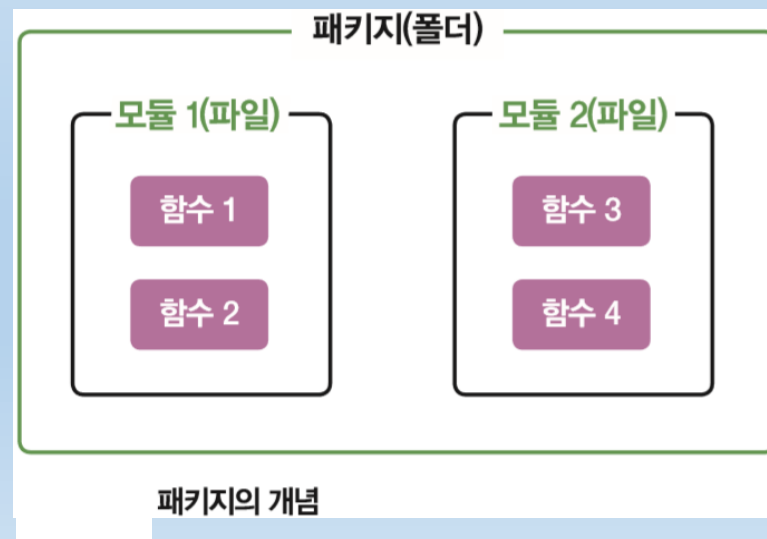 패키지(폴더)
모듈 1(파일)
함수 1
함수 2
모듈 2(파일)
함수 3
함수 4
패키지의 개념